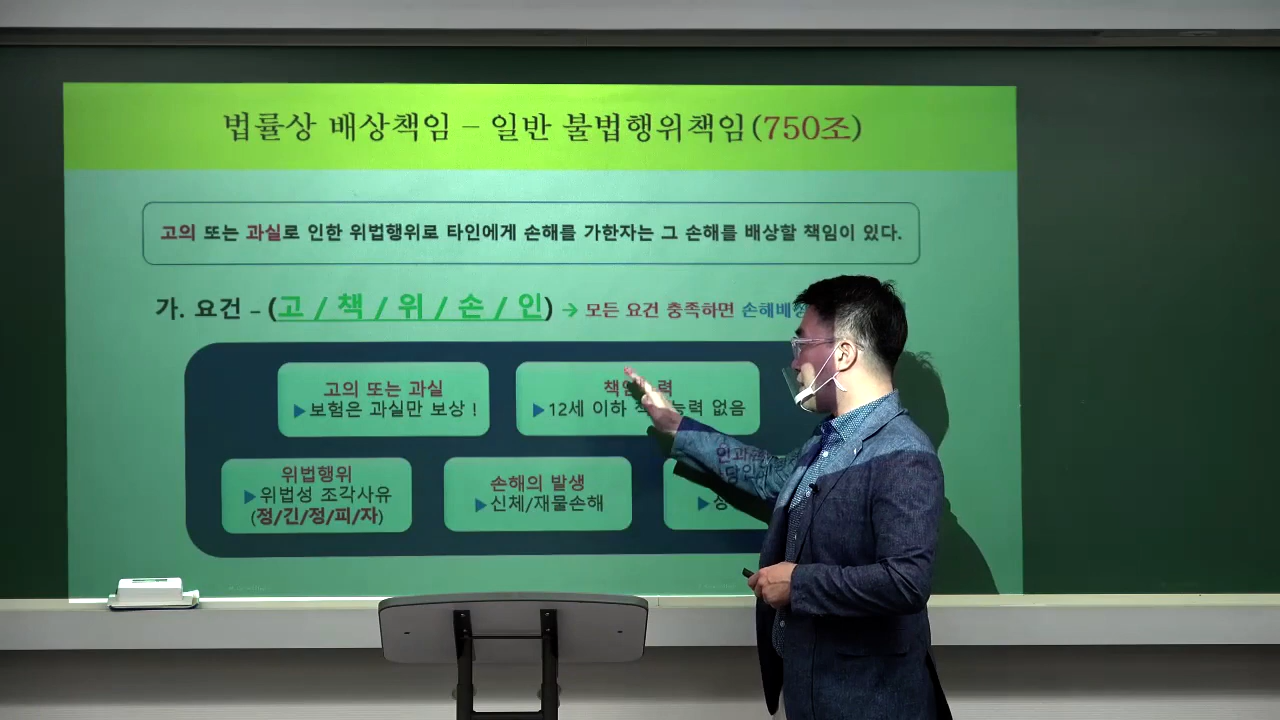 법률상 배상책임 – 일반 불법행위책임(750조)
고의 또는 과실로 인한 위법행위로 타인에게 손해를 가한자는 그 손해를 배상할 책임이 있다.
가. 요건 – (고 / 책 / 위 / 손 / 인) → 모든 요건 충족하면 손해배상
고의 또는 과실
▶보험은 과실만 보상 !
▶12세 이하 능력 없음
위법행위
▶위법성 조각사유
(정/긴/정/피/자)
손해의 발생
▶신체/재물손해
인과